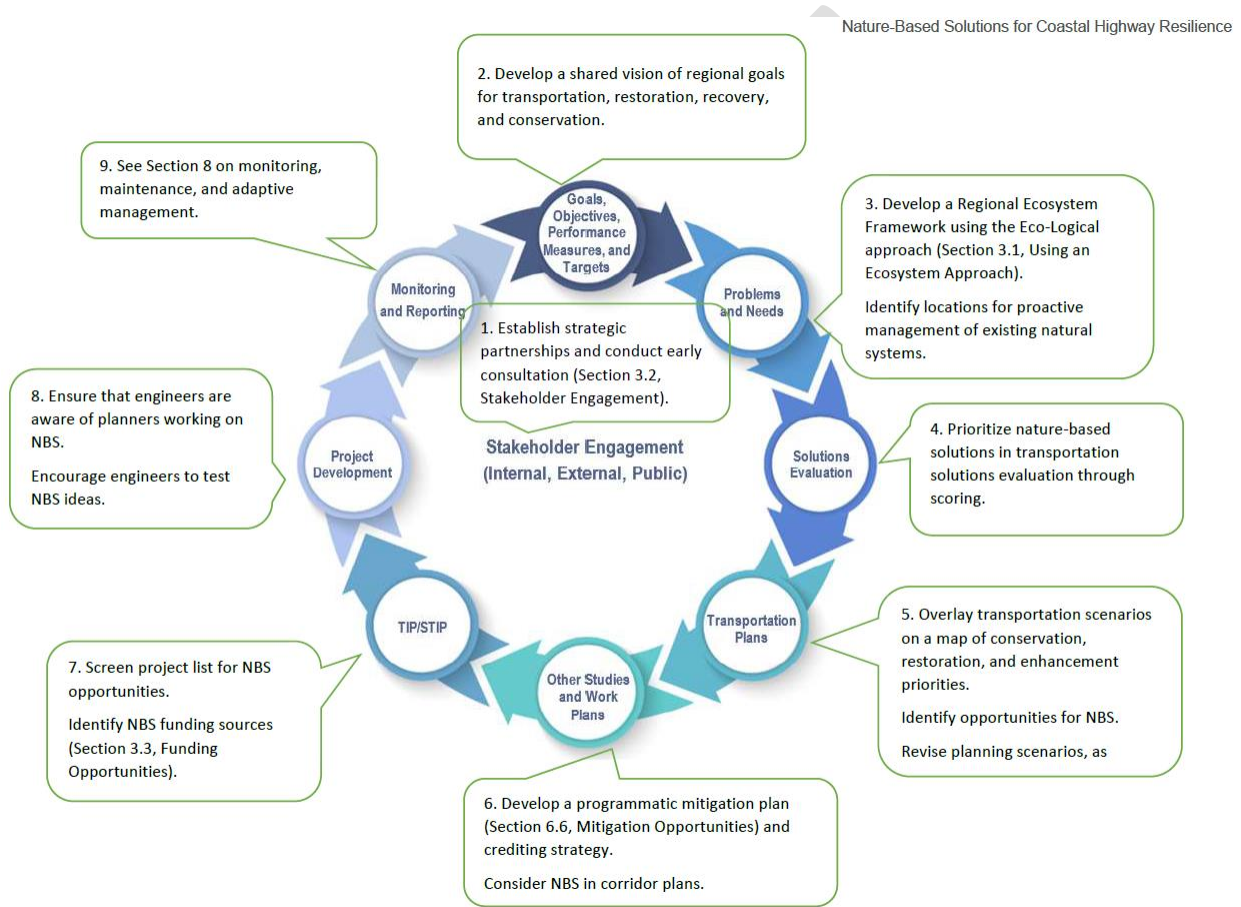 Nature-Based Solutions for Coastal Highway Resilience
2. Develop a shared vision of regional goals
for transportation, restoration, recovery,
and conservation.
9. See Section 8 on monitoring,
maintenance, and adaptive
management.
Goals,
Objectives,
Performance
Measures, and
Targets
3. Develop a Regional Ecosystem
Framework using the Eco-Logical
approach (Section 3.1, Using an
Ecosystem Approach).
Identify locations for proactive
management of existing natural
systems.
Monitoring
and Reporting
Problems
and Needs
1. Establish strategic
partnerships and conduct early
consultation (Section 3.2,
Stakeholder Engagement).
8. Ensure that engineers are
aware of planners working on
NBS.
Encourage engineers to test
NBS ideas.
Project
Development
Stakeholder Engagement
(Internal, External, Public)
Solutions
Evaluation
4. Prioritize nature-based
solutions in transportation
solutions evaluation through
scoring.
TIP/STIP
Transportation
Plans
5. Overlay transportation scenarios
on a map of conservation,
restoration, and enhancement
priorities.
Identify opportunities for NBS.
Revise planning scenarios, as
7. Screen project list for NBS
opportunities.
Identify NBS funding sources
(Section 3.3, Funding
Opportunities).
Other Studies
and Work
Plans
6. Develop a programmatic mitigation plan
(Section 6.6, Mitigation Opportunities) and
crediting strategy.
Consider NBS in corridor plans.